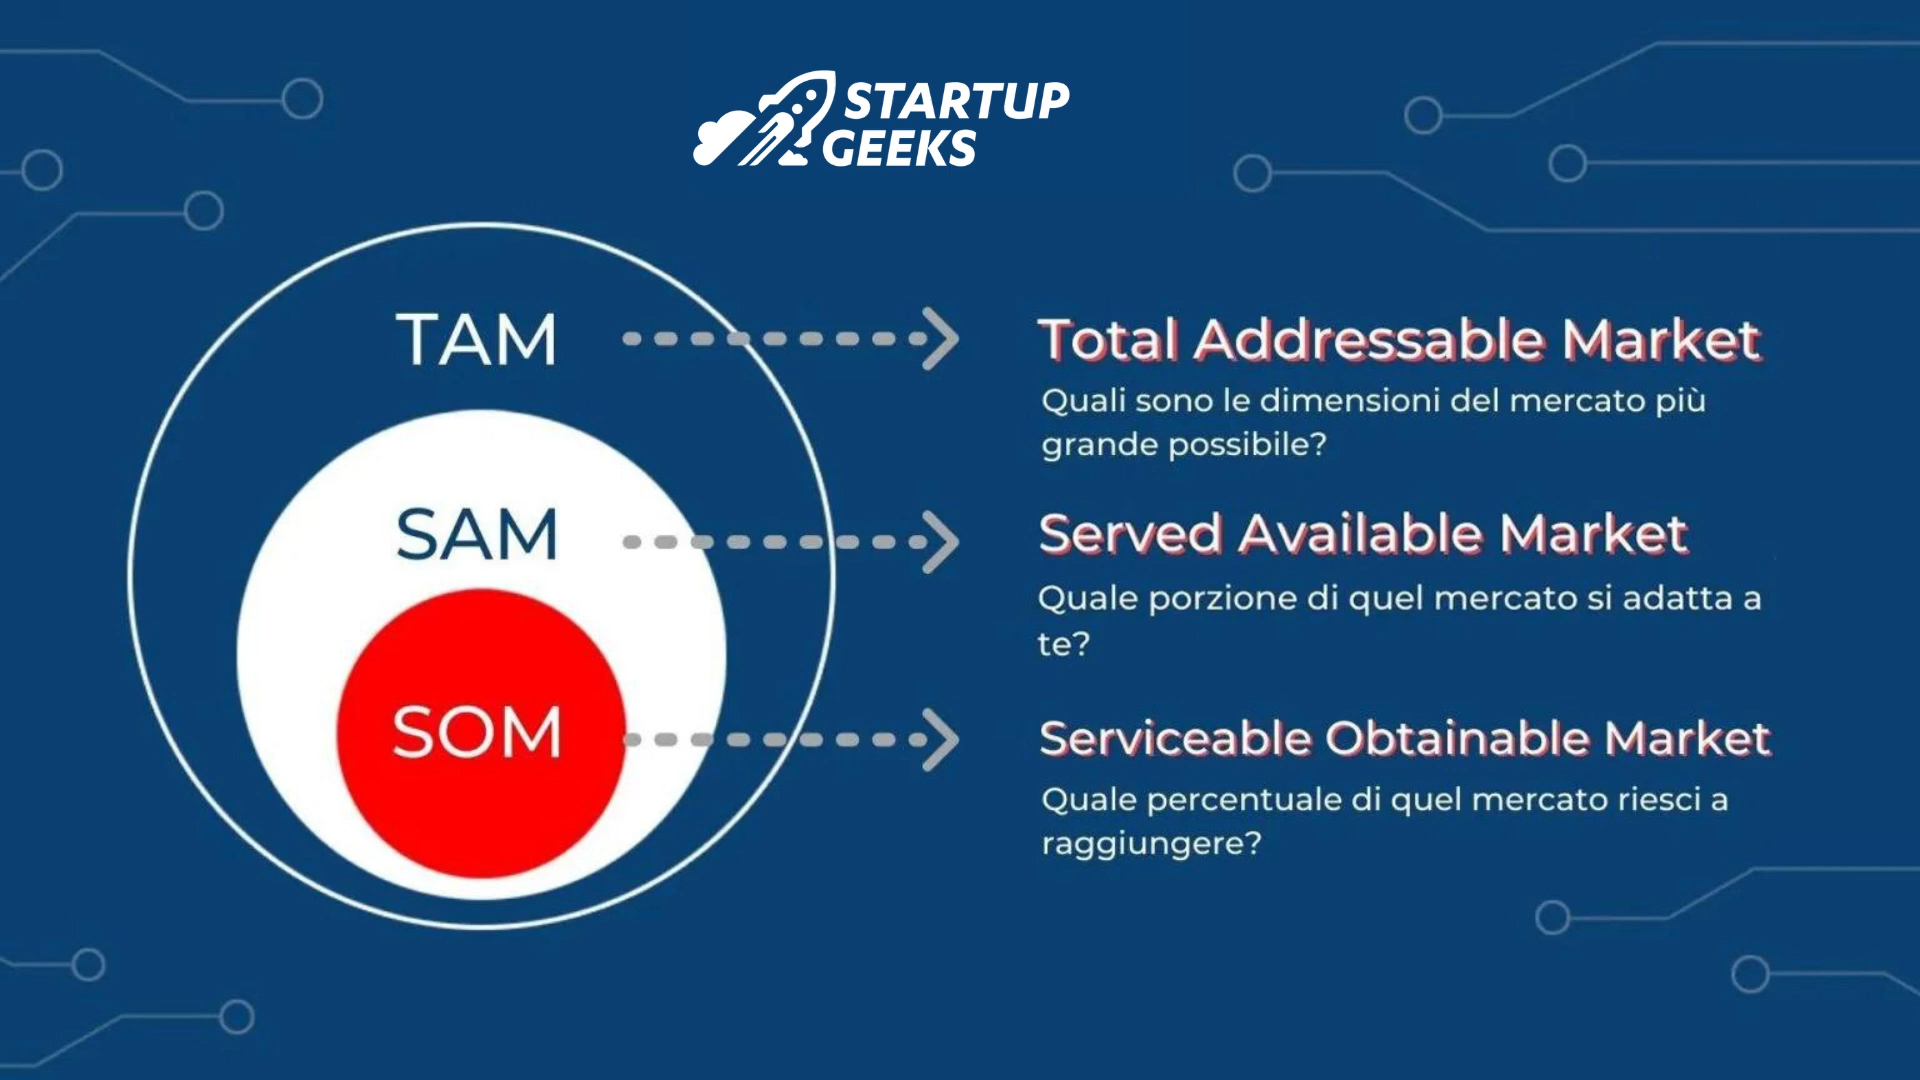 STARTUP
GEEKS
TAM
Total Addressable Market
Quali sono le dimensioni del mercato più
grande possibile?
SAM
Served Available Market
Quale porzione di quel mercato si adatta a
te?
SOM
Serviceable Obtainable Market
Quale percentuale di quel mercato riesci a
raggiungere?